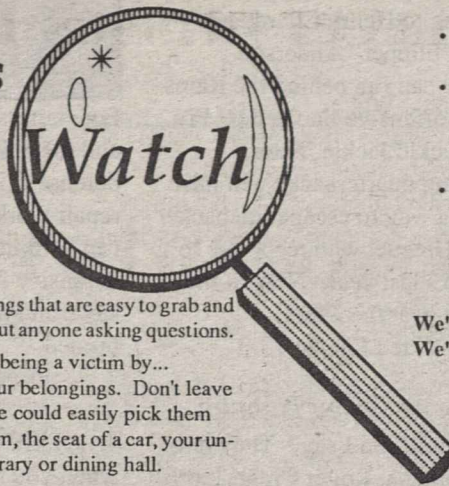 s
Watch
ngs that are easy to grab and
ut anyone asking questions.
being a victim by...
ur belongings. Don't leave
e could easily pick them
m, the seat of a car, your un-
rary or dining hall.
•
•
•
We'
We'